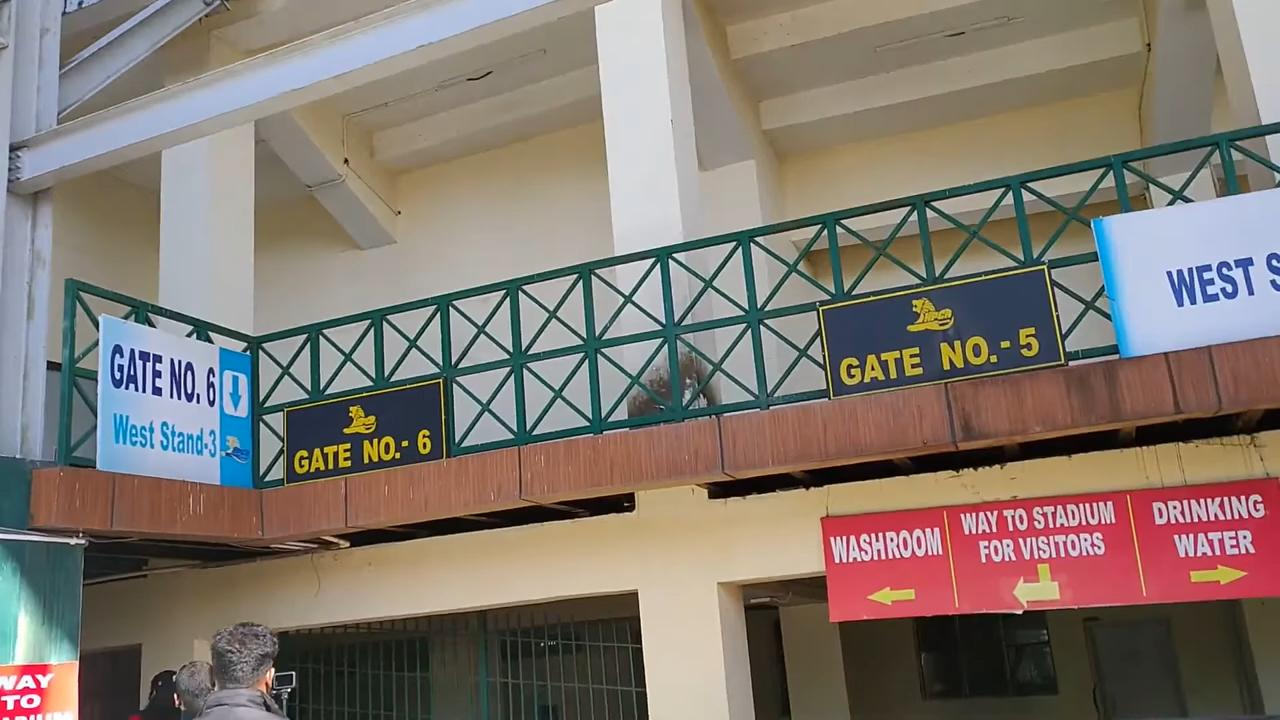 GATE NO. 6
West Stand-3
GATE NO.- 6
HPCA
GATE NO.- 5
WEST S
WASHROOM
WAY TO STADIUM
FOR VISITORS
DRINKING
WATER
WAY
TO